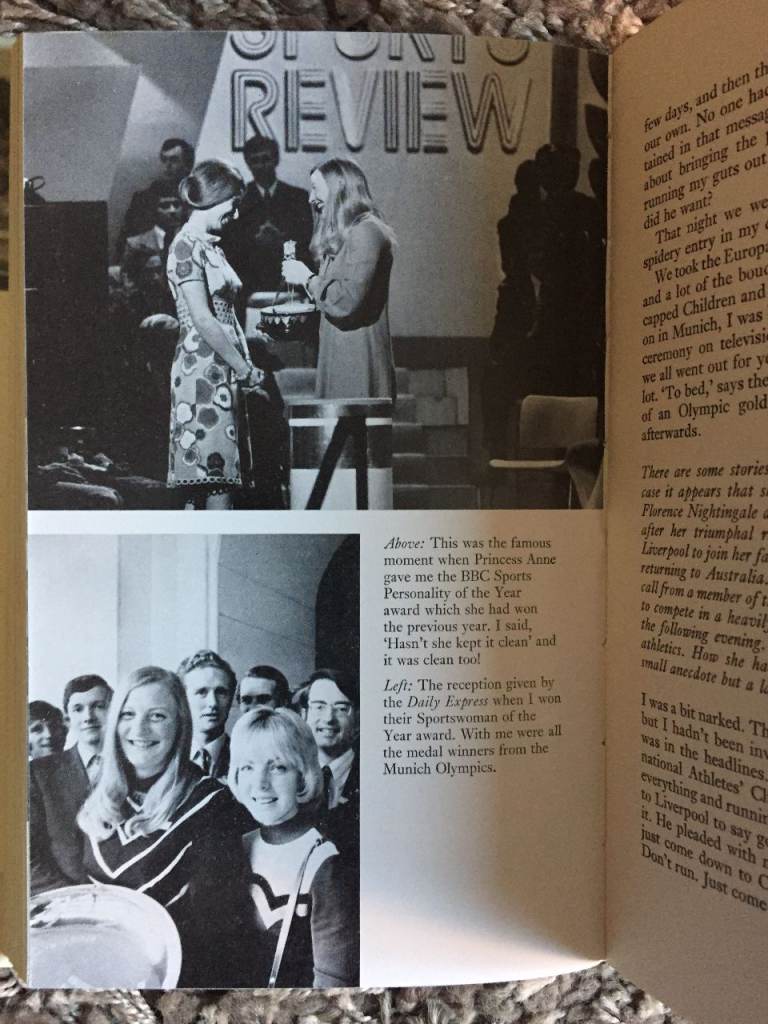 SPORTS
REVIEW
Above: This was the famous
moment when Princess Anne
gave me the BBC Sports
Personality of the Year
award which she had won
the previous year. I said,
‘Hasn’t she kept it clean’ and
it was clean too!
Left: The reception given by
the Daily Express when I won
their Sportswoman of the
Year award. With me were all
the medal winners from the
Munich Olympics.
few days, and then th
our own. No one had
tained in that messag
about bringing the
running my guts out
did he want?
That night we we
spidery entry in my
We took the Europa
and a lot of the bouq
capped Children and
on in Munich, I was
ceremony on televisi
we all went out for y
lot. ‘To bed,’ says the
of an Olympic gold
afterwards.
There are some stories
case it appears that s
Florence Nightingale
after her triumphal r
Liverpool to join her fa
returning to Australia.
call from a member of t
to compete in a heavil
the following evening.
athletics. How she ha
small anecdote but a l
I was a bit narked. Th
but I hadn’t been inv
was in the headlines.
national Athletes’ Cl
everything and runnin
to Liverpool to say g
it. He pleaded with
just come down to C
Don’t run. Just come